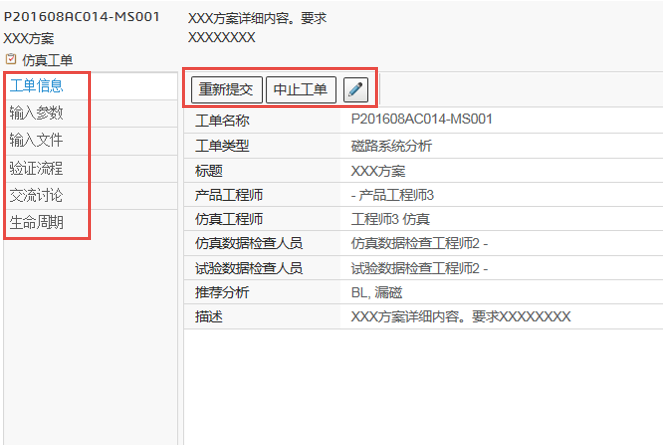 P201608AC014-MS001
XXX方案
仿真工单
XXX方案详细内容。要求
XXXXXXXX
工单信息
输入参数
输入文件
验证流程
交流讨论
生命周期
重新提交 中止工单
工单名称 P201608AC014-MS001
工单类型 磁路系统分析
标题 XXX方案
产品工程师 - 产品工程师3
仿真工程师 工程师3 仿真
仿真数据检查人员 仿真数据检查工程师2 -
试验数据检查人员 试验数据检查工程师2 -
推荐分析 BL, 漏磁
描述 XXX方案详细内容。要求XXXXXXXX